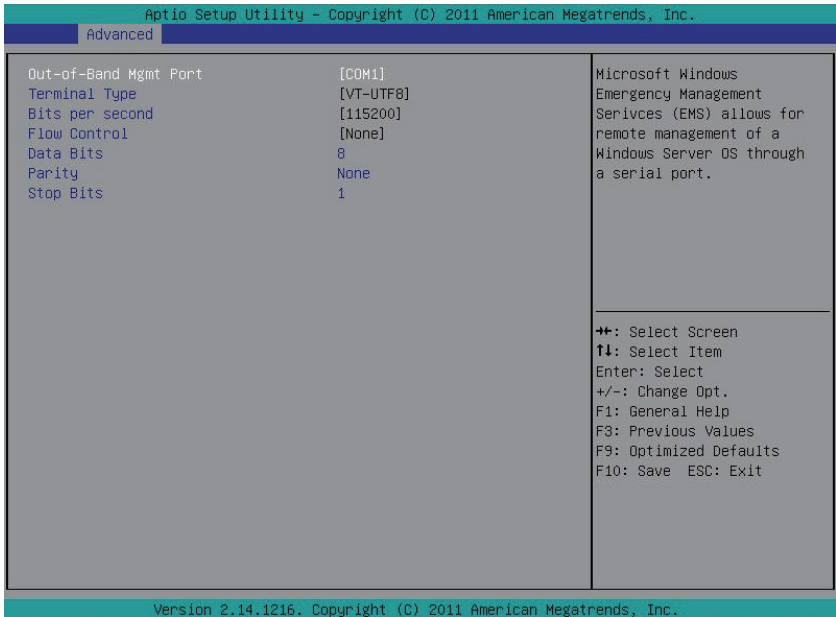 Aptio Setup Utility – Copyright (C) 2011 American Megatrends, Inc.
Advanced
Out-of-Band Mgmt Port [COM1]
Terminal Type [VT-UTF8]
Bits per second [115200]
Flow Control [None]
Data Bits 8
Parity None
Stop Bits 1
Microsoft Windows
Emergency Management
Serivces (EMS) allows for
remote management of a
Windows Server OS through
a serial port.
→←: Select Screen
↑↓: Select Item
Enter: Select
+/-: Change Opt.
F1: General Help
F3: Previous Values
F9: Optimized Defaults
F10: Save ESC: Exit
Version 2.14.1216. Copyright (C) 2011 American Megatrends, Inc.